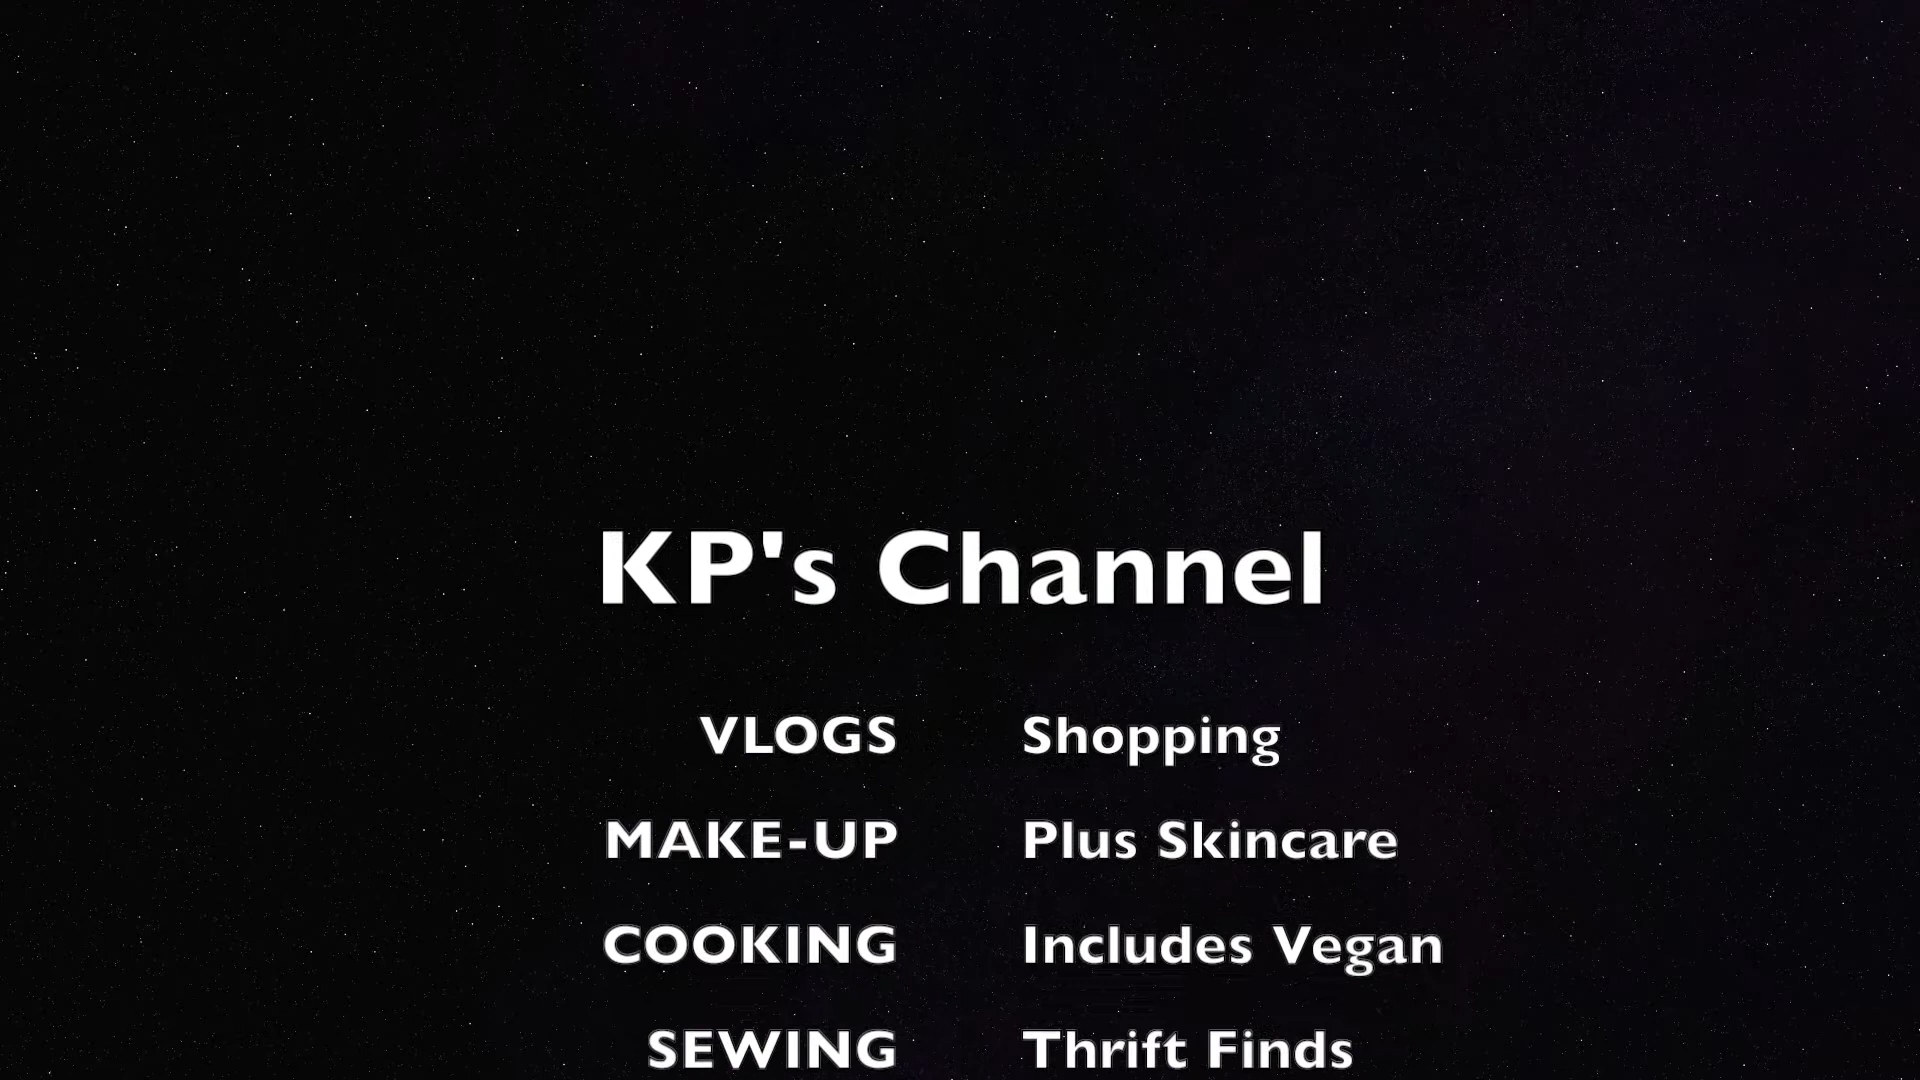 KP's Channel
VLOGS Shopping
MAKE-UP Plus Skincare
COOKING Includes Vegan
SEWING Thrift Finds